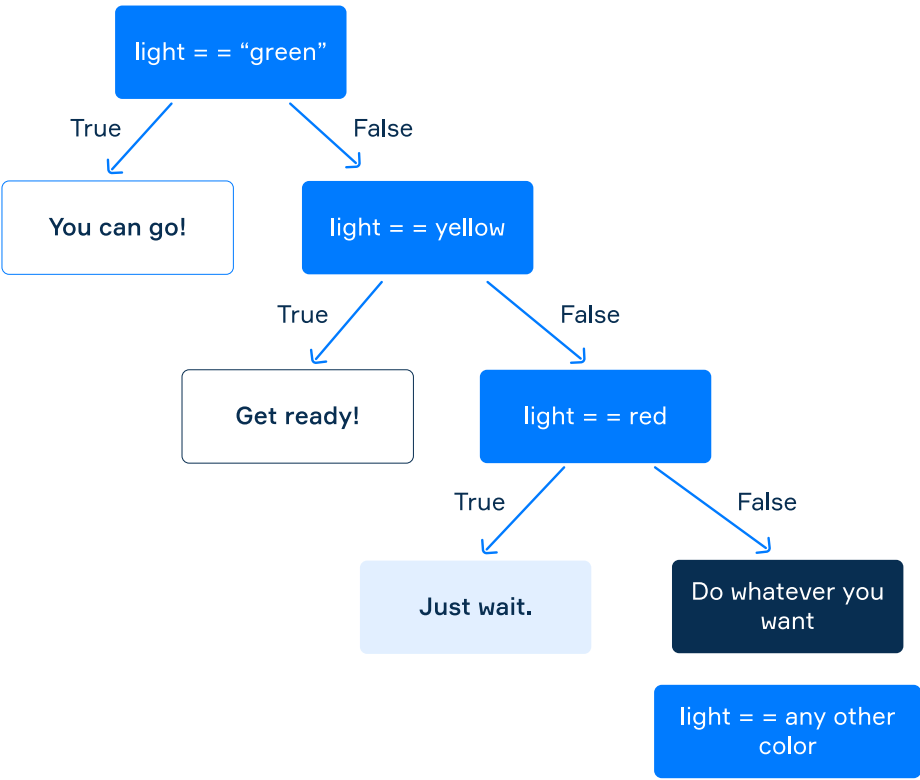 light = = “green”
True
False
You can go!
light = = yellow
True
False
Get ready!
light = = red
True
False
Just wait.
Do whatever you
want
light = = any other
color